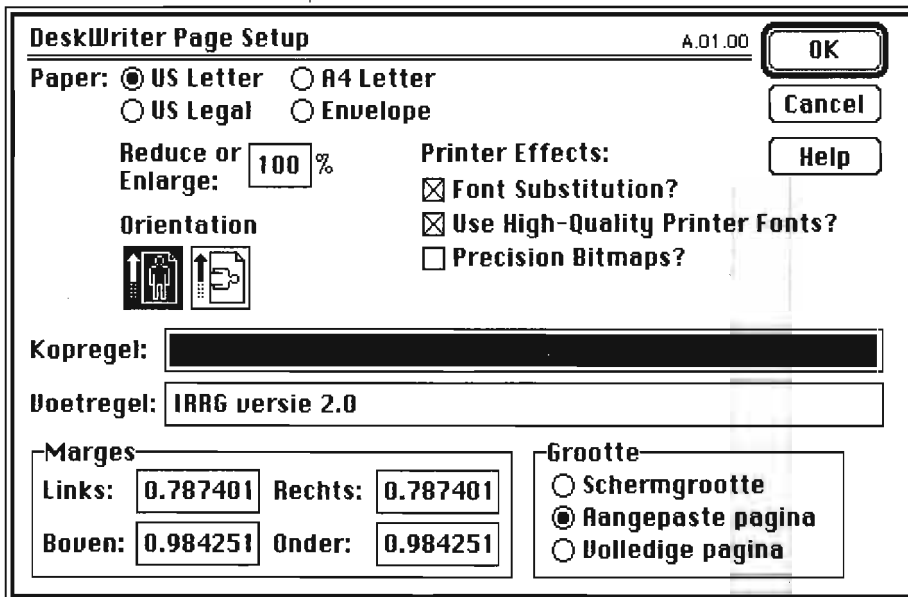 DeskWriter Page Setup A.01.00 OK
Paper: US Letter A4 Letter
US Legal Envelope Cancel
Reduce or Enlarge: 100 % Printer Effects: Help
Font Substitution?
Orientation Use High-Quality Printer Fonts?
Precision Bitmaps?
Kopregel:
Voetregel: IRRG versie 2.0
Marges Grootte
Links: 0.787401 Rechts: 0.787401 Schermgrootte
Aangepaste pagina
Boven: 0.984251 Onder: 0.984251 Volledige pagina